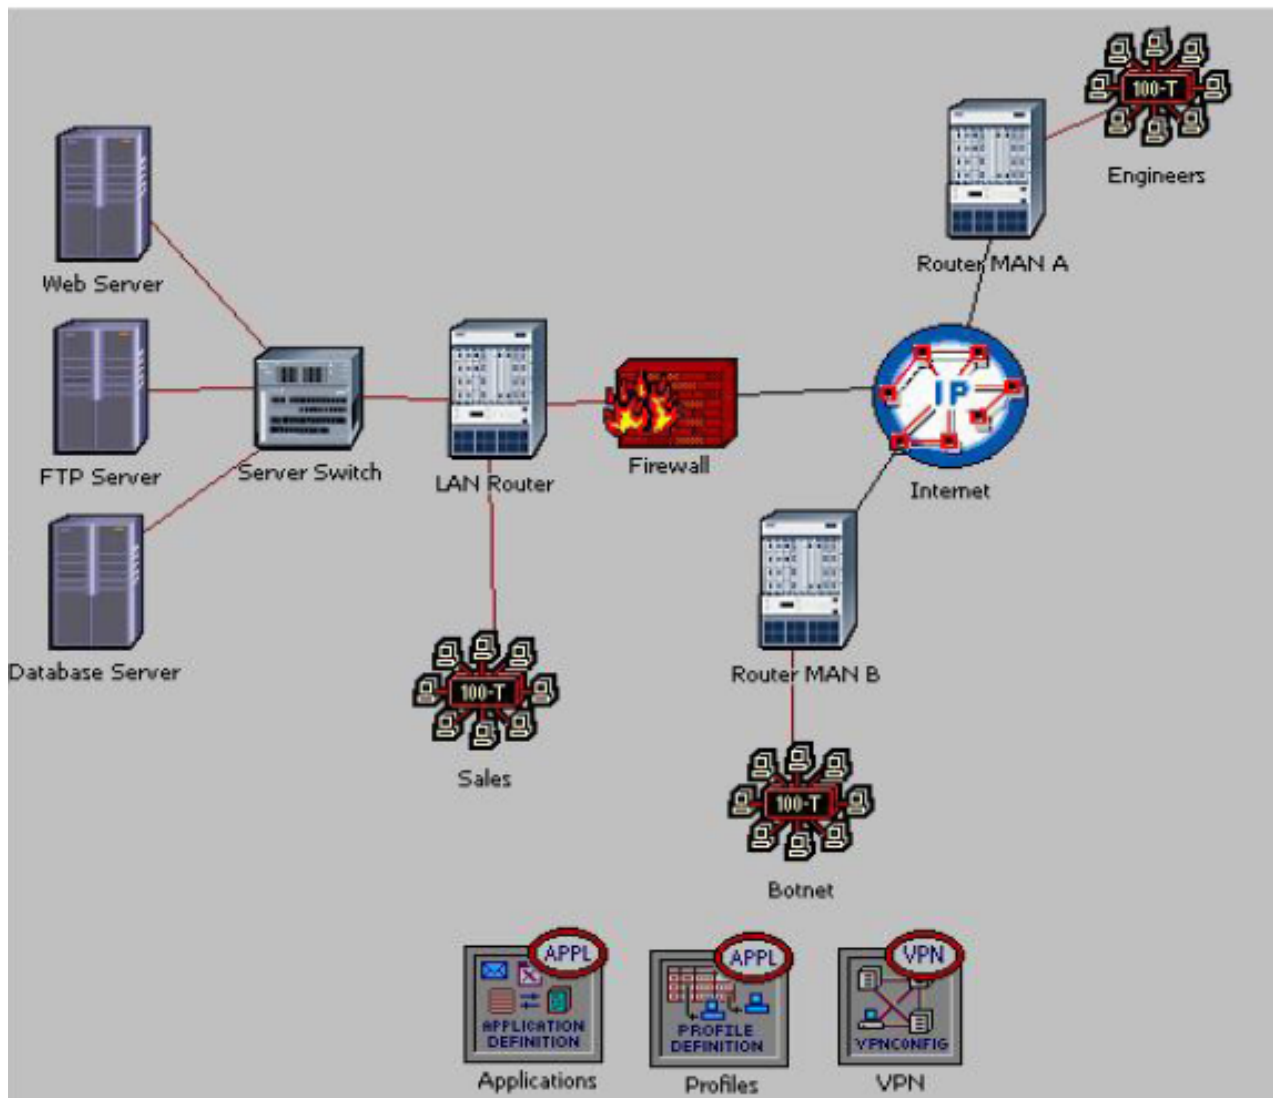 100-T
Engineers
Router MAN A
Web Server
IP
FTP Server
Server Switch
LAN Router
Firewall
Internet
Database Server
Router MAN B
100-T
Sales
100-T
Botnet
APPL
APPLICATION
DEFINITION
Applications
APPL
PROFILE
DEFINITION
Profiles
VPN
VPNCONFIG
VPN